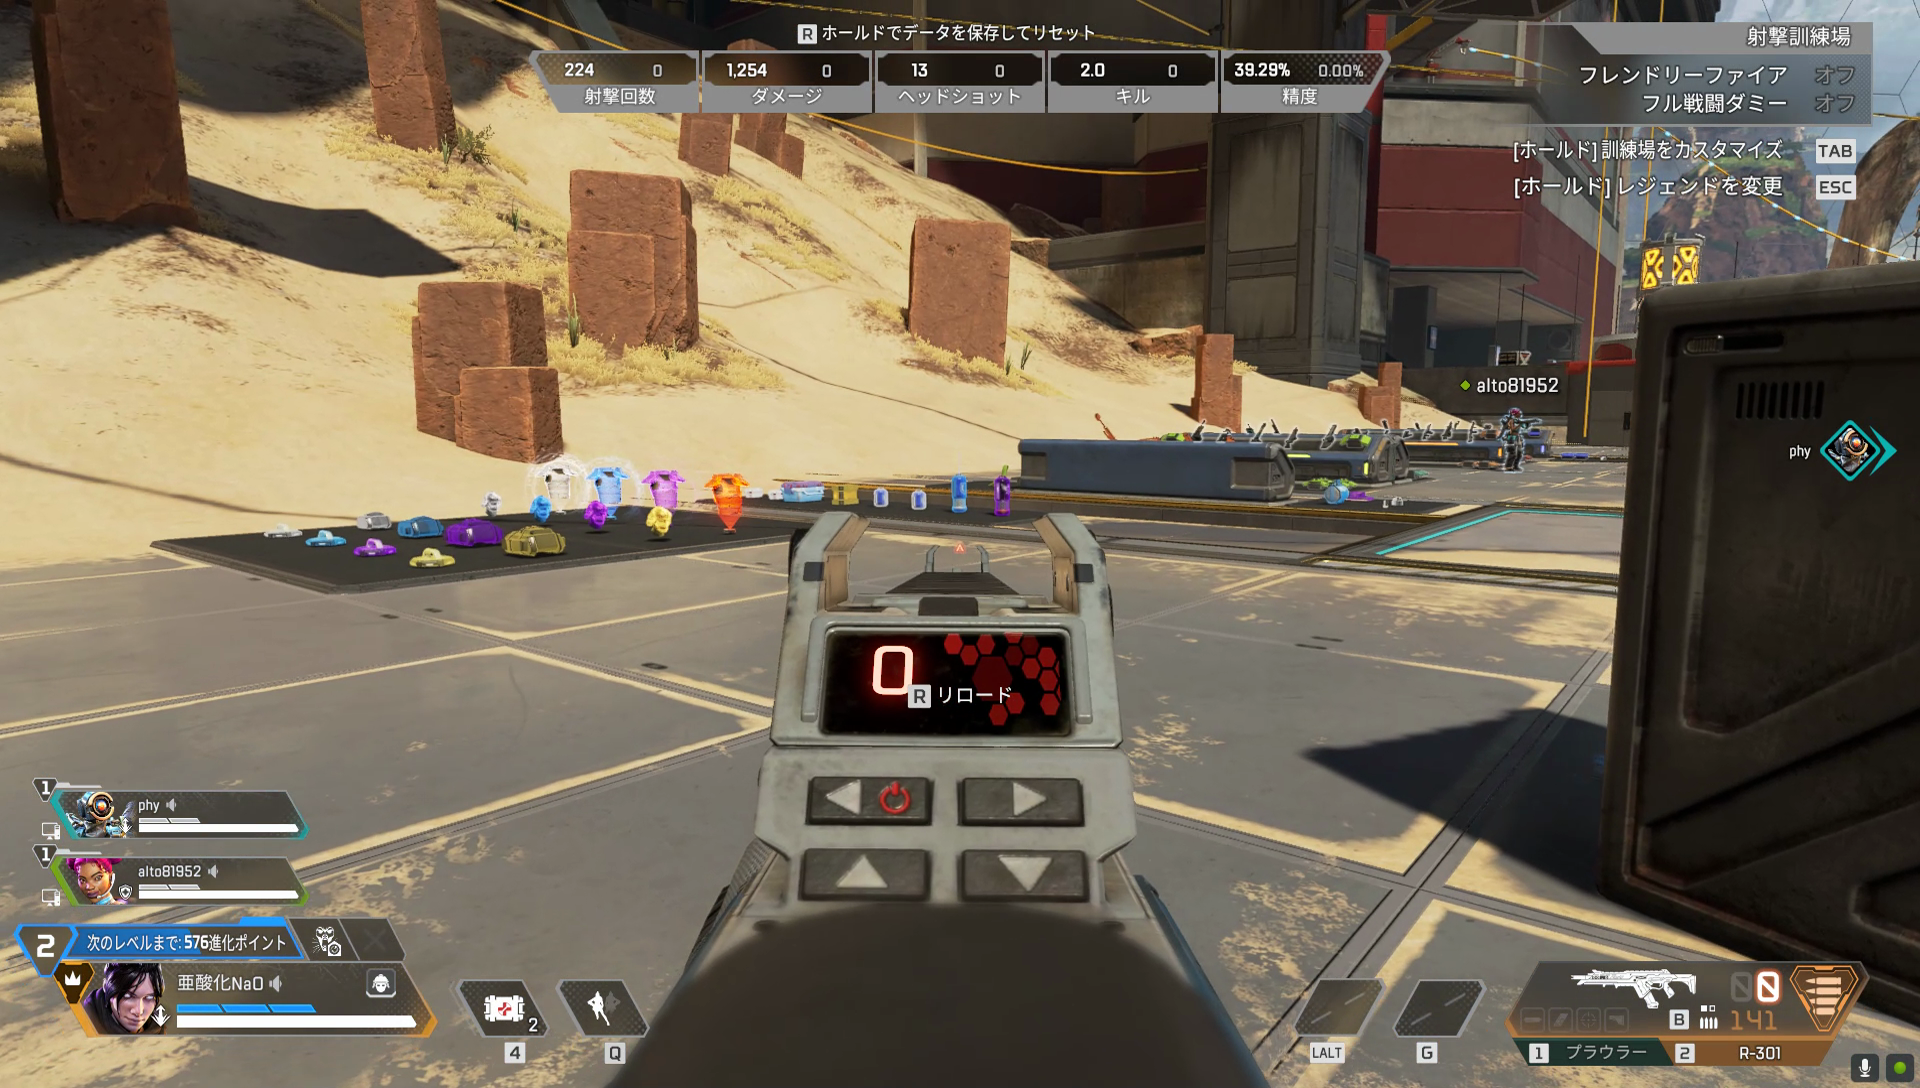 R ホールドでデータを保存してリセット
224 0
射撃回数
1,254 0
ダメージ
13 0
ヘッドショット
2.0 0
キル
39.29% 0.00%
精度
射撃訓練場
フレンドリーファイア オフ
フル戦闘ダミー オフ
[ホールド]訓練場をカスタマイズ TAB
[ホールド]レジェンドを変更 ESC
alto81952
phy
0
R リロード
1
phy
1
alto81952
2 次のレベルまで:576進化ポイント
亜酸化NaO
2
4
Q
LALT
G
00
B
141
1 プラウラー
2 R-301